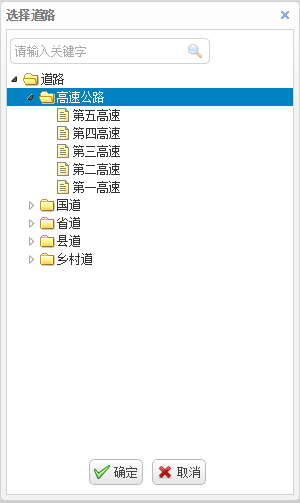 选择道路
请输入关键字
道路
高速公路
第五高速
第四高速
第三高速
第二高速
第一高速
国道
省道
县道
乡村道
确定 取消